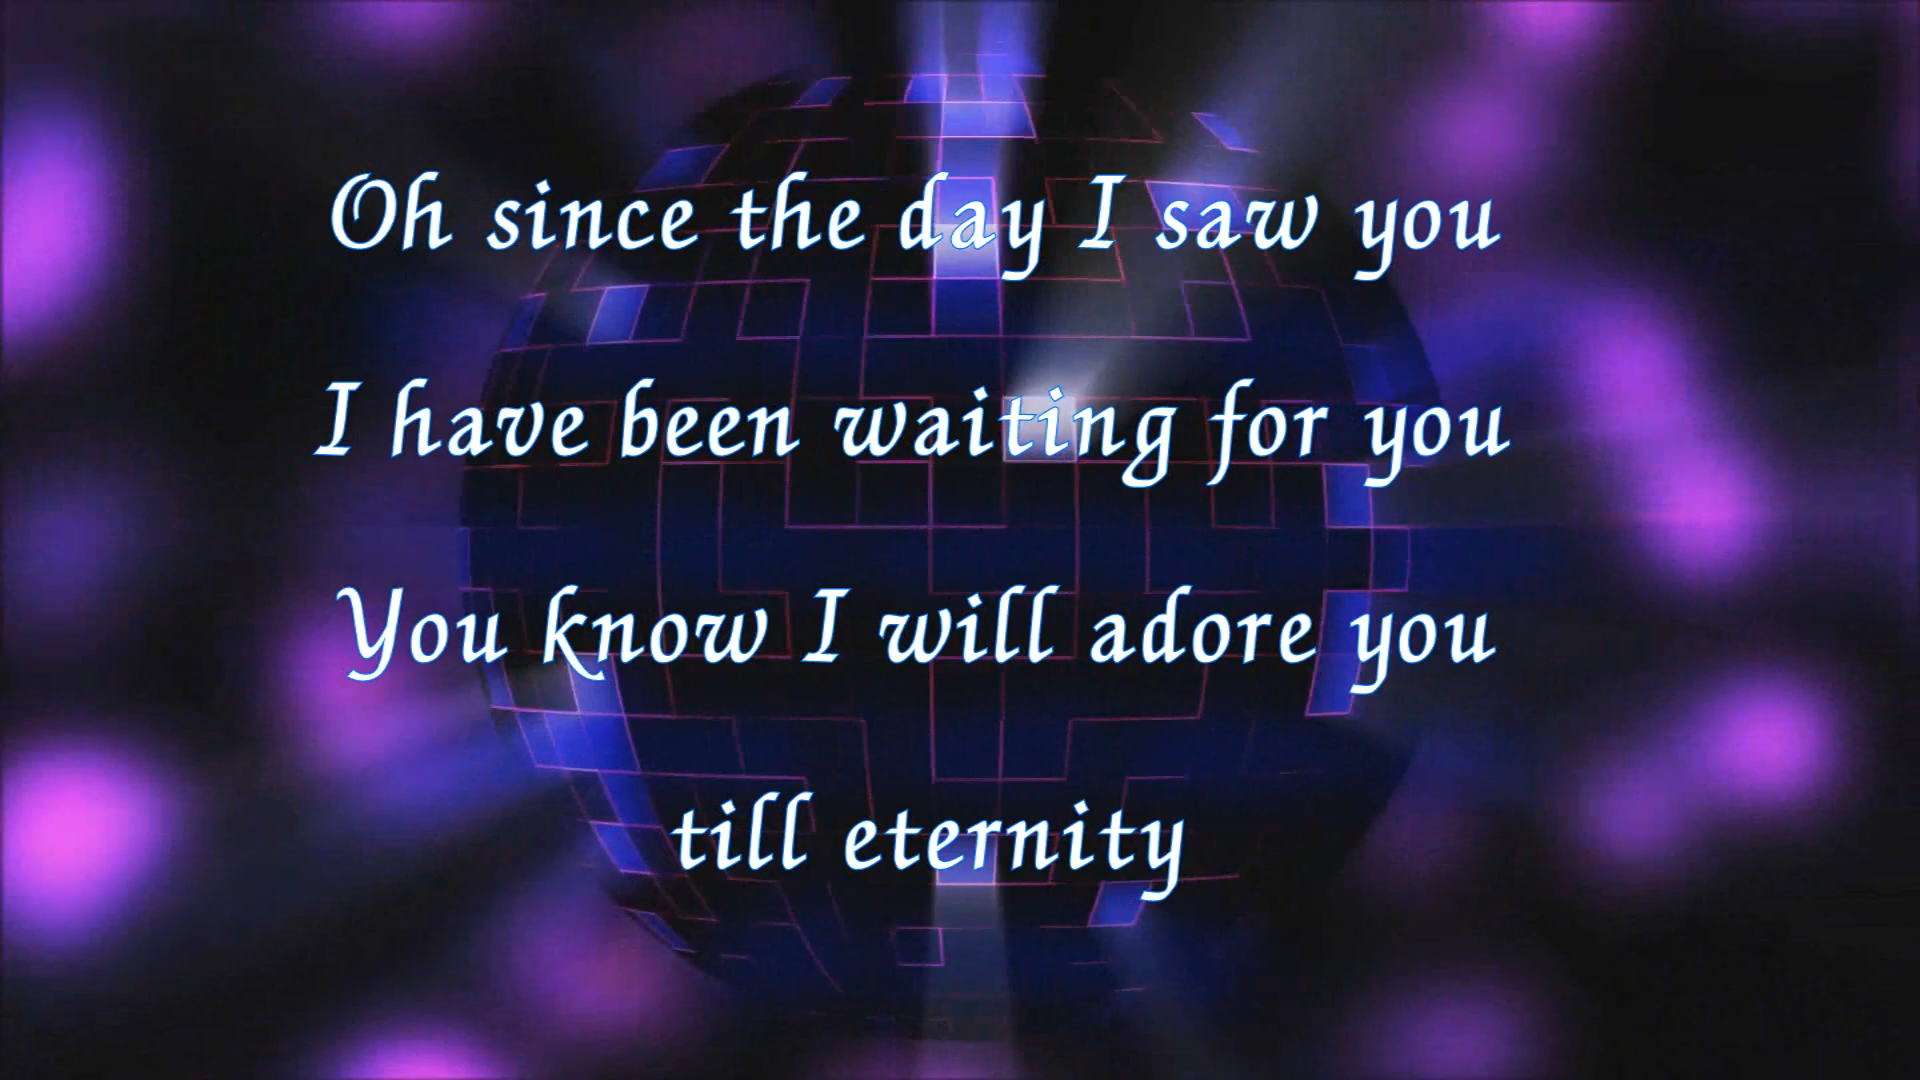 Oh since the day I saw you
I have been waiting for you
You know I will adore you
till eternity